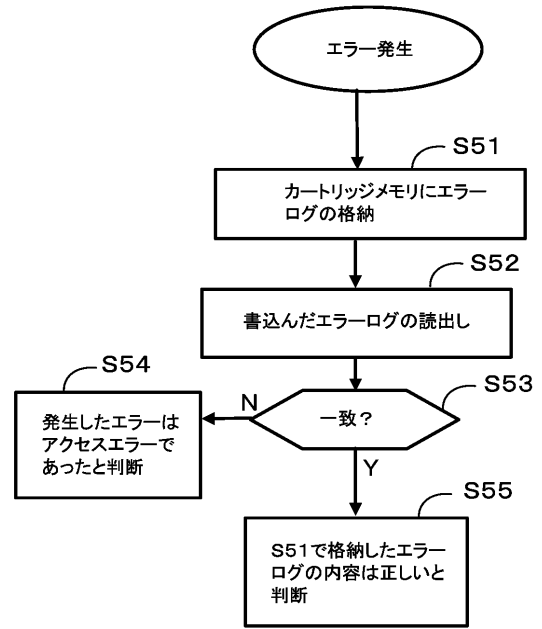 エラー発生
S51
カートリッジメモリにエラー
ログの格納
S52
書込んだエラーログの読出し
S53
一致？
N
Y
S54
発生したエラーは
アクセスエラーで
あったと判断
S55
S51で格納したエラー
ログの内容は正しいと
判断